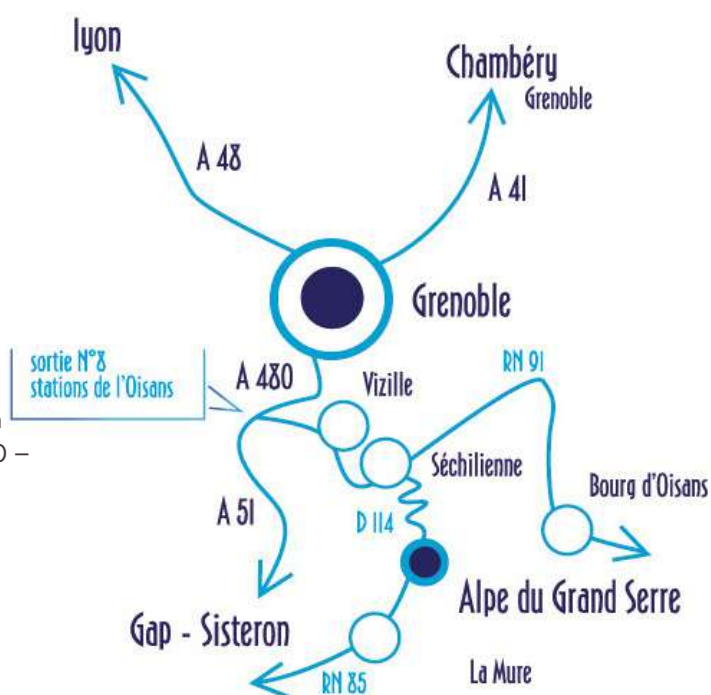 lyon
Chambéry
Grenoble
A 48
A 41
Grenoble
sortie N°8
stations de l'Oisans
A 480
Vizille
RN 91
0 –
Séchilienne
Bourg d'Oisans
A 51
D 114
Alpe du Grand Serre
Gap - Sisteron
La Mure
RN 85